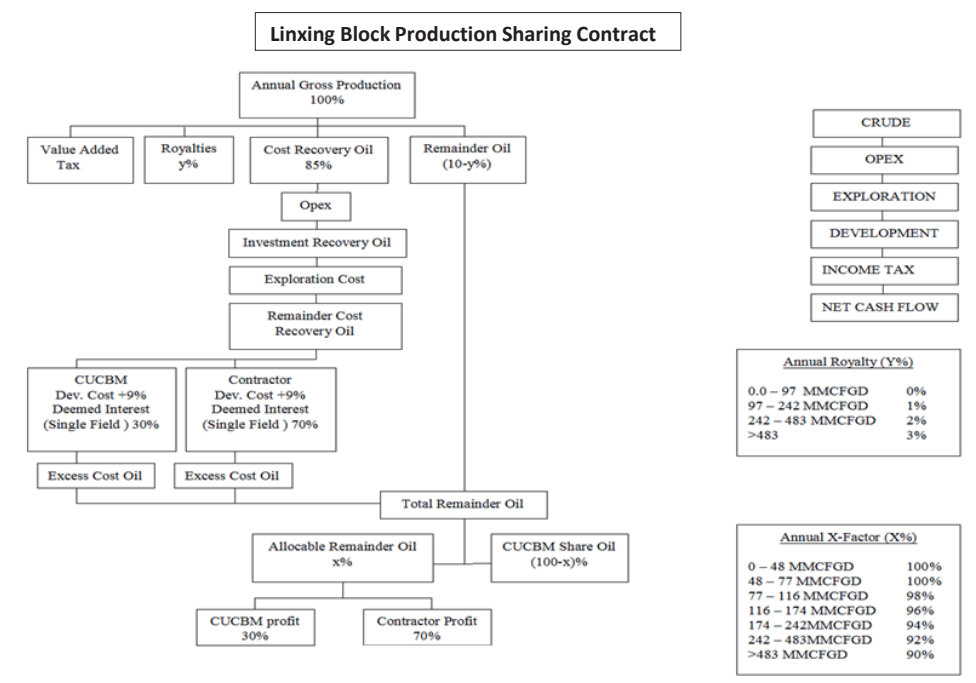 Linxing Block Production Sharing Contract
Annual Gross Production
100%
Value Added
Tax
Royalties
y%
Cost Recovery Oil
85%
Remainder Oil
(10-y%)
Opex
Investment Recovery Oil
Exploration Cost
Remainder Cost
Recovery Oil
CUCBM
Dev. Cost +9%
Deemed Interest
(Single Field ) 30%
Contractor
Dev. Cost +9%
Deemed Interest
(Single Field ) 70%
Excess Cost Oil
Excess Cost Oil
Total Remainder Oil
Allocable Remainder Oil
x%
CUCBM Share Oil
(100-x)%
CUCBM profit
30%
Contractor Profit
70%
CRUDE
OPEX
EXPLORATION
DEVELOPMENT
INCOME TAX
NET CASH FLOW
Annual Royalty (Y%)
0.0 – 97 MMCFGD 0%
97 – 242 MMCFGD 1%
242 – 483 MMCFGD 2%
>483 3%
Annual X-Factor (X%)
0 – 48 MMCFGD 100%
48 – 77 MMCFGD 100%
77 – 116 MMCFGD 98%
116 – 174 MMCFGD 96%
174 – 242MMCFGD 94%
242 – 483MMCFGD 92%
>483 MMCFGD 90%